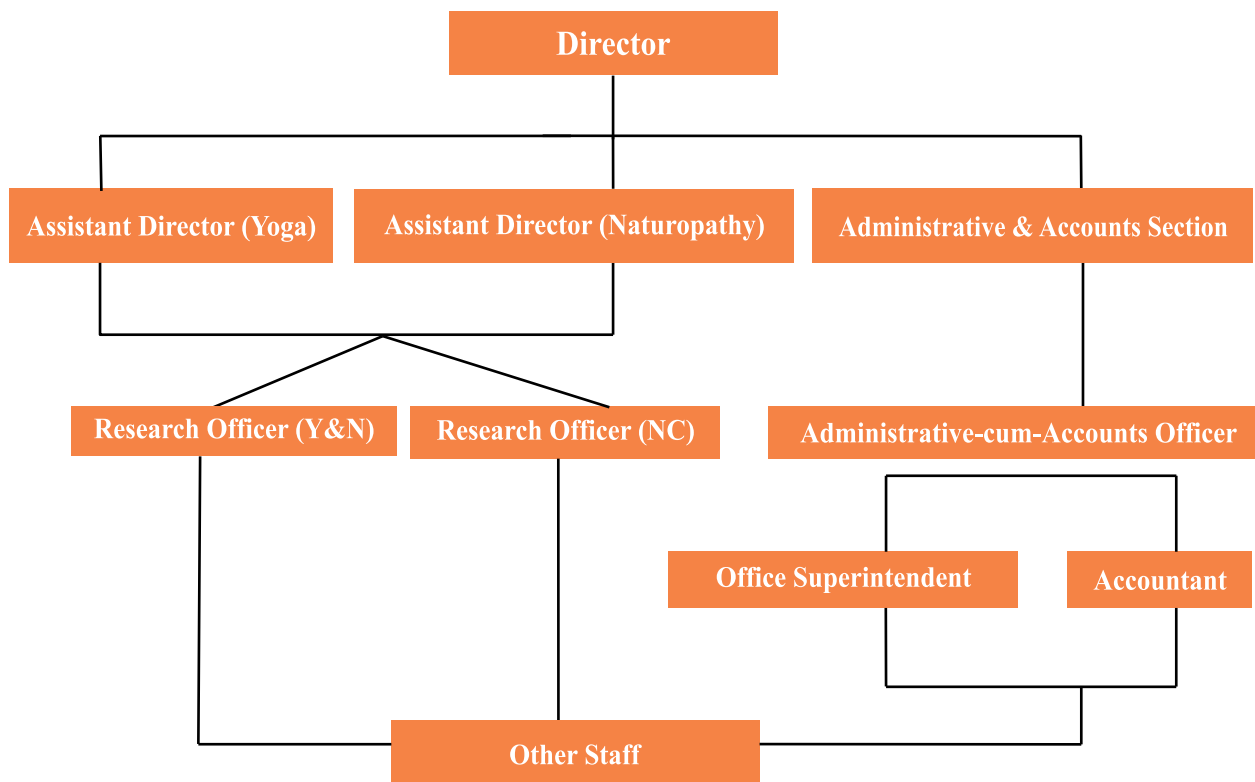 Director
Assistant Director (Yoga)
Assistant Director (Naturopathy)
Administrative & Accounts Section
Research Officer (Y&N)
Research Officer (NC)
Administrative-cum-Accounts Officer
Office Superintendent
Accountant
Other Staff